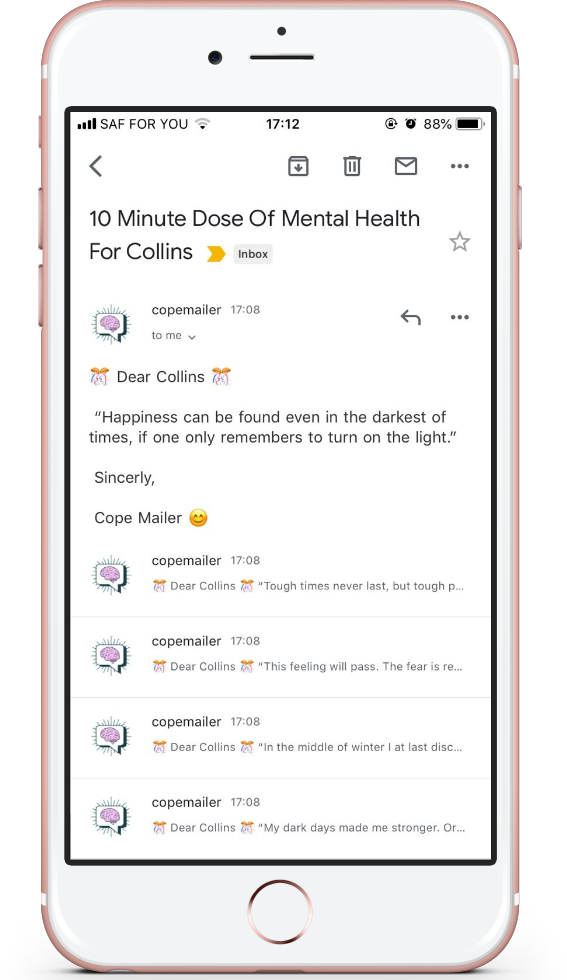 SAF FOR YOU 17:12 88%
10 Minute Dose Of Mental Health
For Collins Inbox
copemailer 17:08
to me
🎊 Dear Collins 🎊
“Happiness can be found even in the darkest of
times, if one only remembers to turn on the light.”
Sincerely,
Cope Mailer 😊
copemailer 17:08
🎊 Dear Collins 🎊 “Tough times never last, but tough p...
copemailer 17:08
🎊 Dear Collins 🎊 “This feeling will pass. The fear is re...
copemailer 17:08
🎊 Dear Collins 🎊 “In the middle of winter I at last disc...
copemailer 17:08
🎊 Dear Collins 🎊 “My dark days made me stronger. Or...